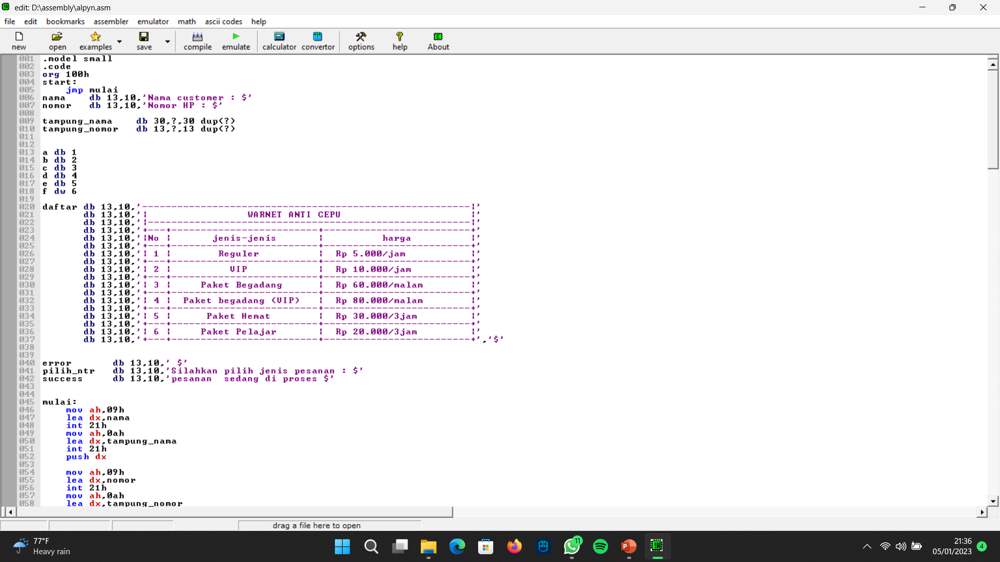 edit: D:\assembly\alpyn.asm
file edit bookmarks assembler emulator math ascii codes help
new open examples save compile emulate calculator convertor options help About
001 .model small
002 .code
003 org 100h
004 start:
005     jmp mulai
006 nama    db 13,10,'Nama customer : $'
007 nomor   db 13,10,'Nomor HP : $'
008
009 tampung_nama    db 30,?,30 dup(?)
010 tampung_nomor   db 13,?,13 dup(?)
011
012
013 a db 1
014 b db 2
015 c db 3
016 d db 4
017 e db 5
018 f dw 6
019
020 daftar db 13,10,'--------------------------------------------------------|'
021        db 13,10,'|                 WARNET ANTI CEPU                      |'
022        db 13,10,'|-------------------------------------------------------|'
023        db 13,10,'+---+-------------------------+-------------------------+'
024        db 13,10,'|No |       jenis-jenis       |          harga          |'
025        db 13,10,'+---+-------------------------+-------------------------+'
026        db 13,10,'| 1 |        Reguler          |  Rp 5.000/jam           |'
027        db 13,10,'+---+-------------------------+-------------------------+'
028        db 13,10,'| 2 |          VIP            |  Rp 10.000/jam          |'
029        db 13,10,'+---+-------------------------+-------------------------+'
030        db 13,10,'| 3 |     Paket Begadang      |  Rp 60.000/malam        |'
031        db 13,10,'+---+-------------------------+-------------------------+'
032        db 13,10,'| 4 |  Paket begadang (VIP)   |  Rp 80.000/malam        |'
033        db 13,10,'+---+-------------------------+-------------------------+'
034        db 13,10,'| 5 |      Paket Hemat        |  Rp 30.000/3jam         |'
035        db 13,10,'+---+-------------------------+-------------------------+'
036        db 13,10,'| 6 |     Paket Pelajar       |  Rp 20.000/3jam         |'
037        db 13,10,'+---+-------------------------+-------------------------+','$'
038
039
040 error       db 13,10,' $'
041 pilih_ntr   db 13,10,'Silahkan pilih jenis pesanan : $'
042 success     db 13,10,'pesanan  sedang di proses $'
043
044
045 mulai:
046     mov ah,09h
047     lea dx,nama
048     int 21h
049     mov ah,0ah
050     lea dx,tampung_nama
051     int 21h
052     push dx
053
054     mov ah,09h
055     lea dx,nomor
056     int 21h
057     mov ah,0ah
058     lea dx,tampung_nomor
drag a file here to open
77°F
Heavy rain
11
21:36
05/01/2023
4